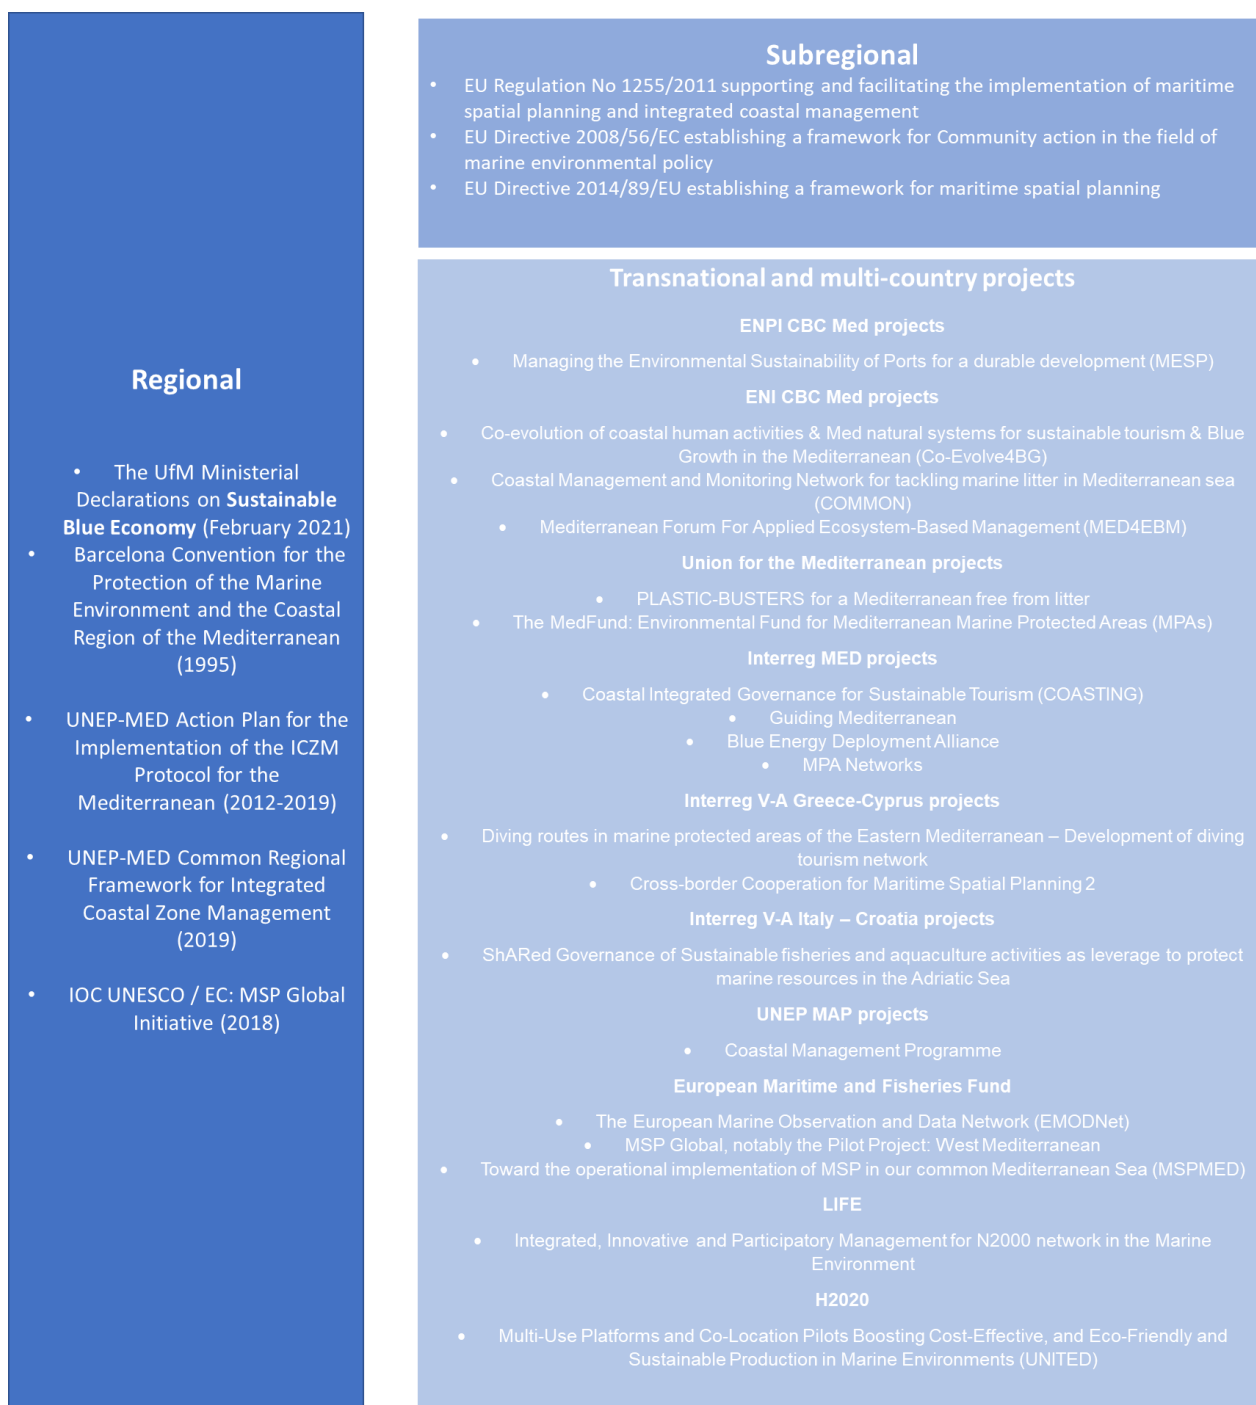 Regional
• The UfM Ministerial
Declarations on Sustainable
Blue Economy (February 2021)
• Barcelona Convention for the
Protection of the Marine
Environment and the Coastal
Region of the Mediterranean
(1995)
• UNEP-MED Action Plan for the
Implementation of the ICZM
Protocol for the
Mediterranean (2012-2019)
• UNEP-MED Common Regional
Framework for Integrated
Coastal Zone Management
(2019)
• IOC UNESCO / EC: MSP Global
Initiative (2018)
Subregional
• EU Regulation No 1255/2011 supporting and facilitating the implementation of maritime
spatial planning and integrated coastal management
• EU Directive 2008/56/EC establishing a framework for Community action in the field of
marine environmental policy
• EU Directive 2014/89/EU establishing a framework for maritime spatial planning
Transnational and multi-country projects
ENPI CBC Med projects
• Managing the Environmental Sustainability of Ports for a durable development (MESP)
ENI CBC Med projects
• Co-evolution of coastal human activities & Med natural systems for sustainable tourism & Blue
Growth in the Mediterranean (Co-Evolve4BG)
• Coastal Management and Monitoring Network for tackling marine litter in Mediterranean sea
(COMMON)
• Mediterranean Forum For Applied Ecosystem-Based Management (MED4EBM)
Union for the Mediterranean projects
• PLASTIC-BUSTERS for a Mediterranean free from litter
• The MedFund: Environmental Fund for Mediterranean Marine Protected Areas (MPAs)
Interreg MED projects
• Coastal Integrated Governance for Sustainable Tourism (COASTING)
• Guiding Mediterranean
• Blue Energy Deployment Alliance
• MPA Networks
Interreg V-A Greece-Cyprus projects
• Diving routes in marine protected areas of the Eastern Mediterranean – Development of diving
tourism network
• Cross-border Cooperation for Maritime Spatial Planning 2
Interreg V-A Italy – Croatia projects
• ShARed Governance of Sustainable fisheries and aquaculture activities as leverage to protect
marine resources in the Adriatic Sea
UNEP MAP projects
• Coastal Management Programme
European Maritime and Fisheries Fund
• The European Marine Observation and Data Network (EMODNet)
• MSP Global, notably the Pilot Project: West Mediterranean
• Toward the operational implementation of MSP in our common Mediterranean Sea (MSPMED)
LIFE
• Integrated, Innovative and Participatory Management for N2000 network in the Marine
Environment
H2020
• Multi-Use Platforms and Co-Location Pilots Boosting Cost-Effective, and Eco-Friendly and
Sustainable Production in Marine Environments (UNITED)